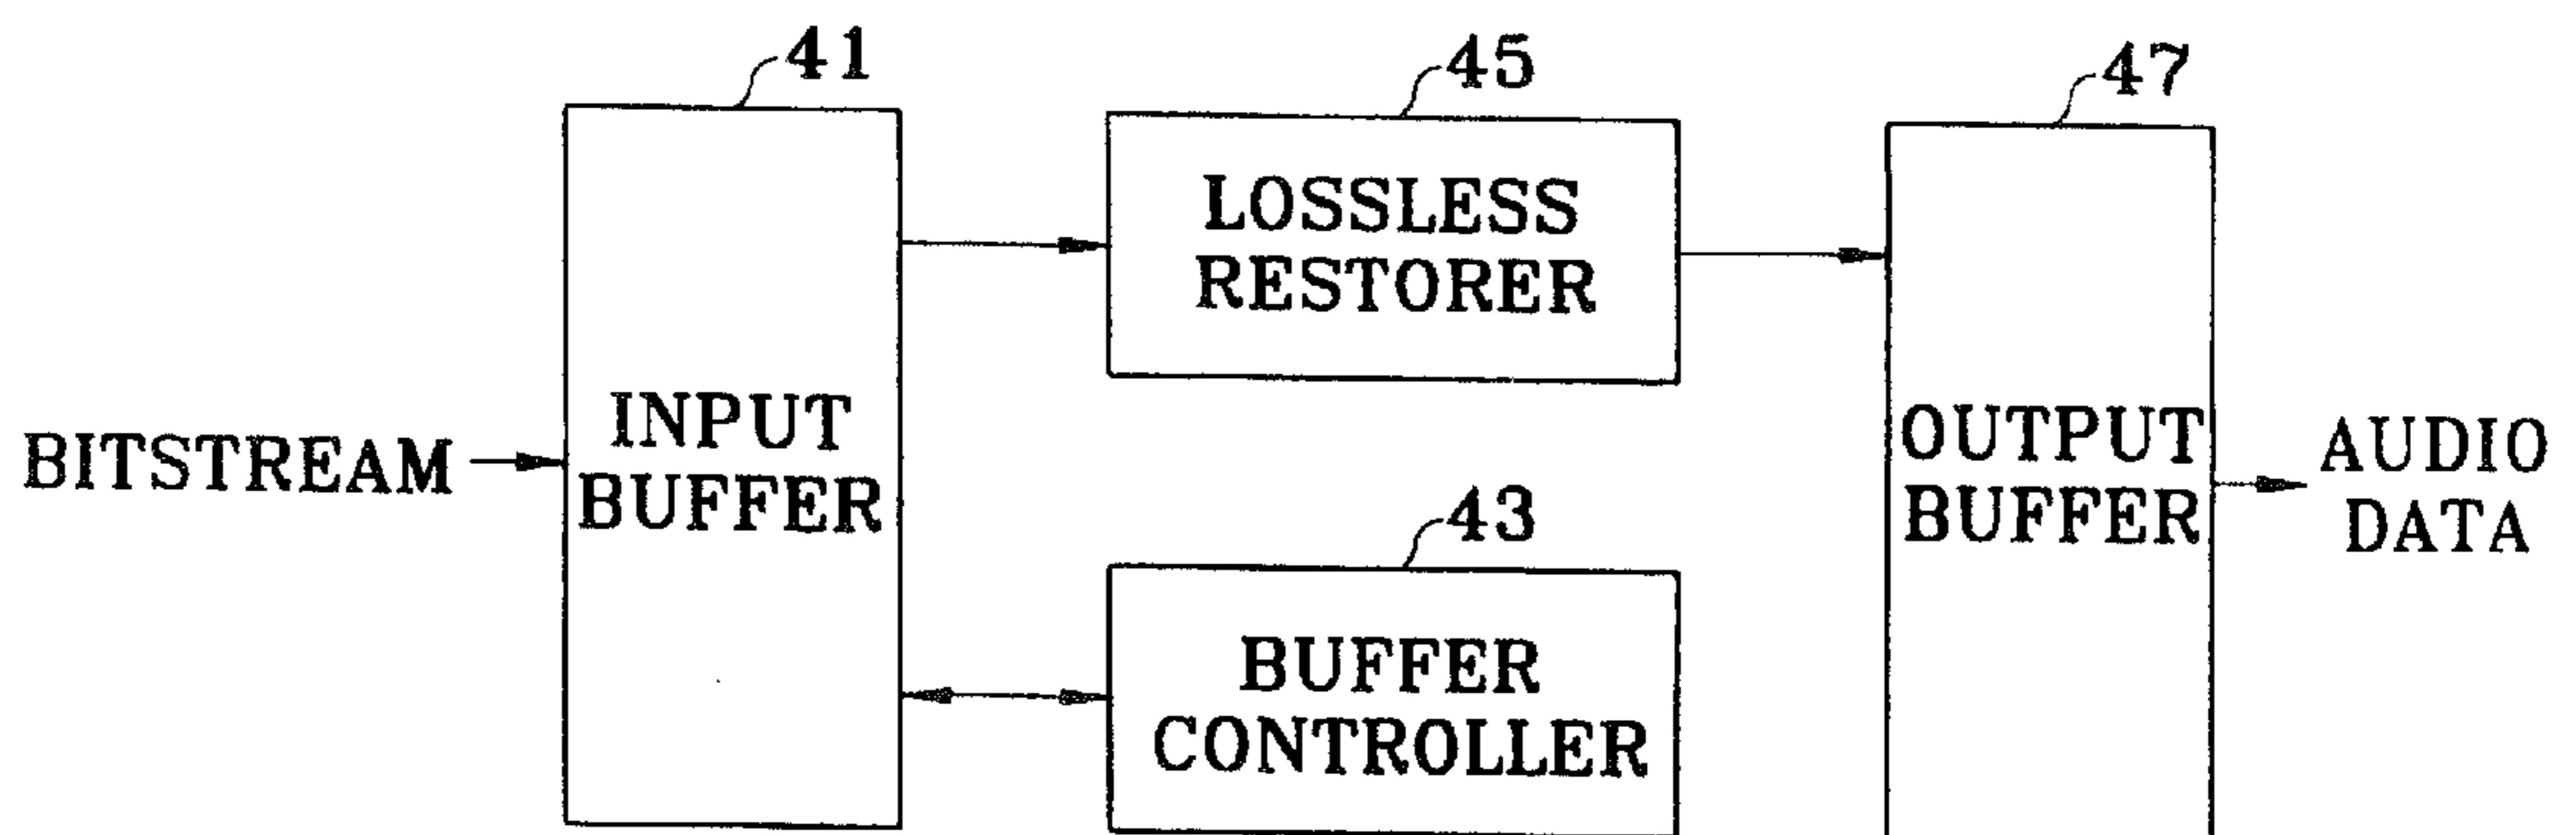 41
45
47
LOSSLESS
RESTORER
INPUT
BUFFER
BITSTREAM
OUTPUT
BUFFER
AUDIO
DATA
43
BUFFER
CONTROLLER